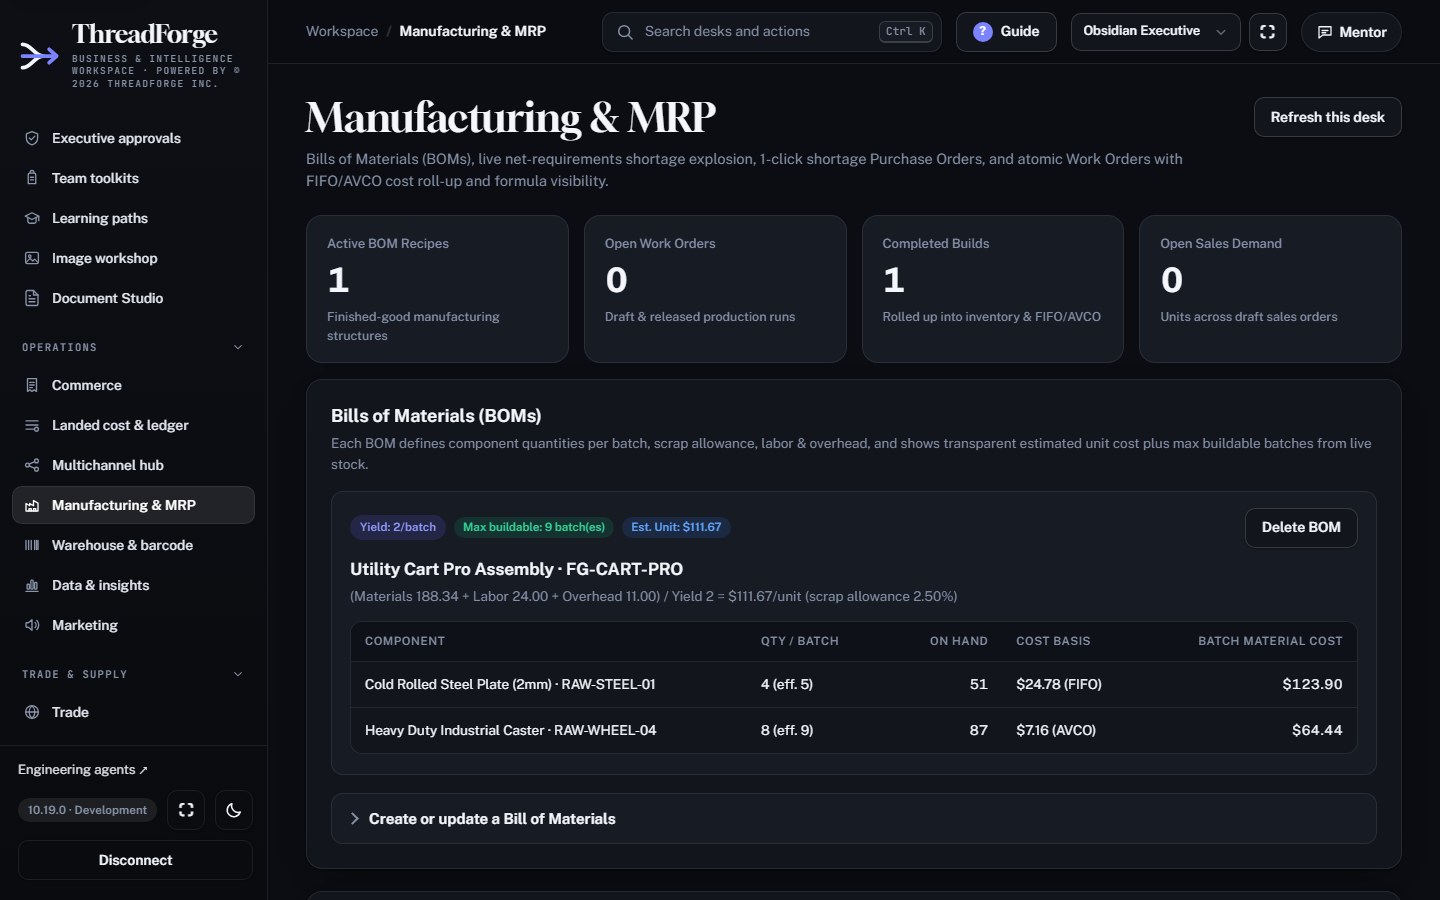 ThreadForge
BUSINESS & INTELLIGENCE
WORKSPACE · POWERED BY ©
2026 THREADFORGE INC.
Executive approvals
Team toolkits
Learning paths
Image workshop
Document Studio
OPERATIONS
Commerce
Landed cost & ledger
Multichannel hub
Manufacturing & MRP
Warehouse & barcode
Data & insights
Marketing
TRADE & SUPPLY
Trade
Engineering agents ↗
10.19.0 · Development
Disconnect
Workspace / Manufacturing & MRP
Search desks and actions Ctrl K
? Guide
Obsidian Executive
Mentor
Manufacturing & MRP
Refresh this desk
Bills of Materials (BOMs), live net-requirements shortage explosion, 1-click shortage Purchase Orders, and atomic Work Orders with
FIFO/AVCO cost roll-up and formula visibility.
Active BOM Recipes
1
Finished-good manufacturing
structures
Open Work Orders
0
Draft & released production runs
Completed Builds
1
Rolled up into inventory & FIFO/AVCO
Open Sales Demand
0
Units across draft sales orders
Bills of Materials (BOMs)
Each BOM defines component quantities per batch, scrap allowance, labor & overhead, and shows transparent estimated unit cost plus max buildable batches from live
stock.
Yield: 2/batch Max buildable: 9 batch(es) Est. Unit: $111.67
Delete BOM
Utility Cart Pro Assembly · FG-CART-PRO
(Materials 188.34 + Labor 24.00 + Overhead 11.00) / Yield 2 = $111.67/unit (scrap allowance 2.50%)
COMPONENT QTY / BATCH ON HAND COST BASIS BATCH MATERIAL COST
Cold Rolled Steel Plate (2mm) · RAW-STEEL-01 4 (eff. 5) 51 $24.78 (FIFO) $123.90
Heavy Duty Industrial Caster · RAW-WHEEL-04 8 (eff. 9) 87 $7.16 (AVCO) $64.44
Create or update a Bill of Materials